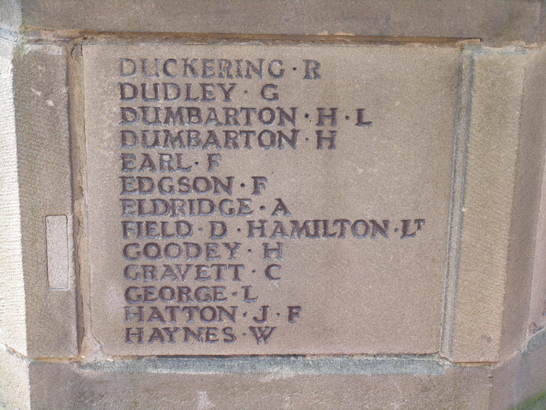 DUCKERING·R
DUDLEY·G
DUMBARTON·H·L
DUMBARTON·H
EARL·F
EDGSON·F
ELDRIDGE·A
FIELD·D·HAMILTON·LT
GOODEY·H
GRAVETT·C
GEORGE·L
HATTON·J·F
HAYNES·W